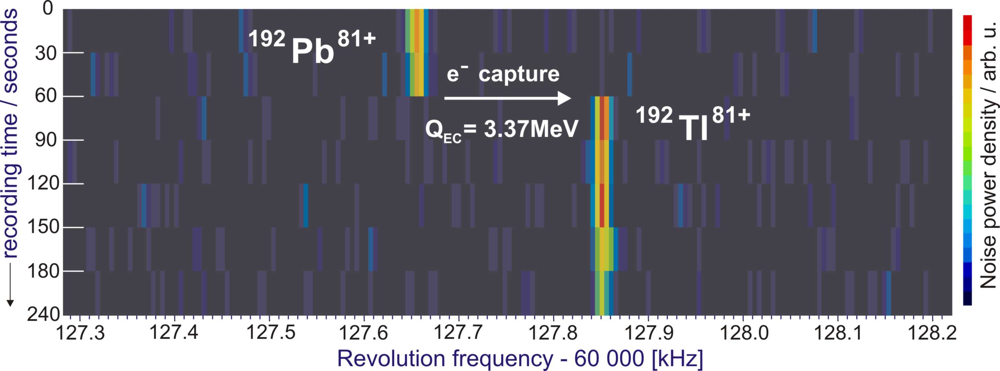 recording time / seconds
0
30
60
90
120
150
180
240
192Pb81+
e- capture
QEC= 3.37MeV
192Tl81+
127.3 127.4 127.5 127.6 127.7 127.8 127.9 128.0 128.1 128.2
Revolution frequency - 60 000 [kHz]
Noise power density / arb. u.